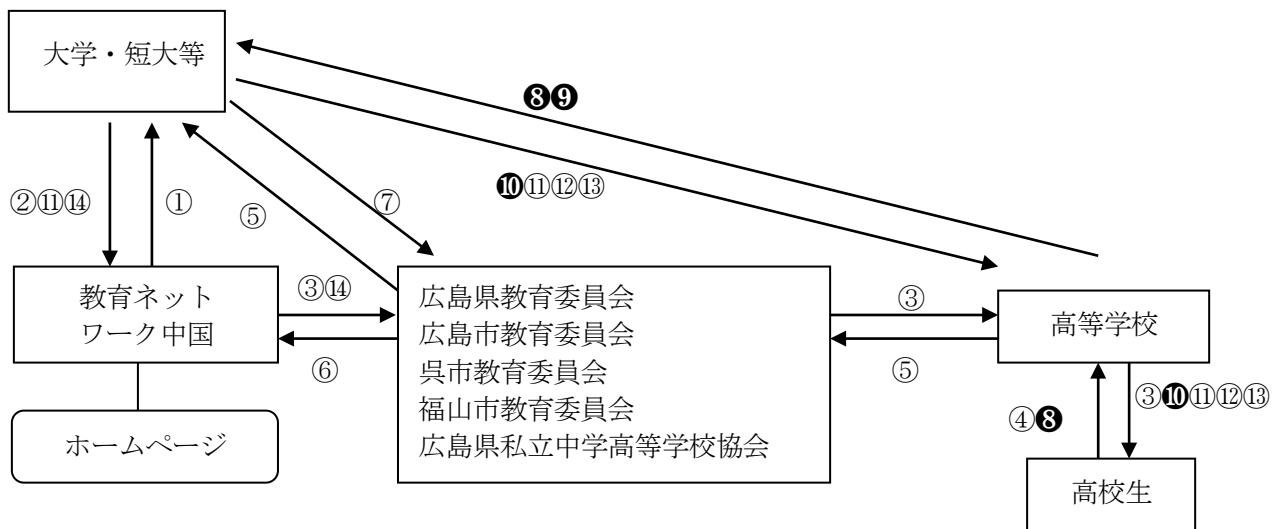 大学・短大等
❽❾
❿⑪⑫⑬
②⑪⑭
①
⑤
⑦
教育ネット
ワーク中国
③⑭
⑥
広島県教育委員会
広島市教育委員会
呉市教育委員会
福山市教育委員会
広島県私立中学高等学校協会
③
⑤
高等学校
ホームページ
④❽
③❿⑪⑫⑬
高校生